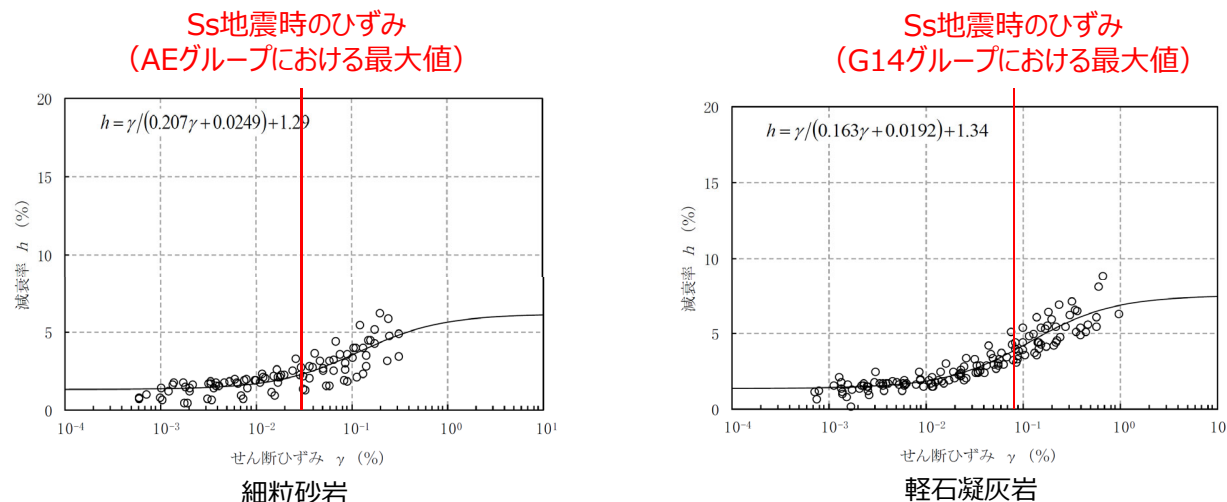 Ss地震時のひずみ
（AEグループにおける最大値）
h=γ/(0.207γ+0.0249)+1.29
減衰率 h (%)
20
15
10
5
0
10⁻⁴ 10⁻³ 10⁻² 10⁻¹ 10⁰ 10¹
せん断ひずみ γ (%)
細粒砂岩
Ss地震時のひずみ
（G14グループにおける最大値）
h=γ/(0.163γ+0.0192)+1.34
減衰率 h (%)
20
15
10
5
0
10⁻⁴ 10⁻³ 10⁻² 10⁻¹ 10⁰ 10
せん断ひずみ γ (%)
軽石凝灰岩